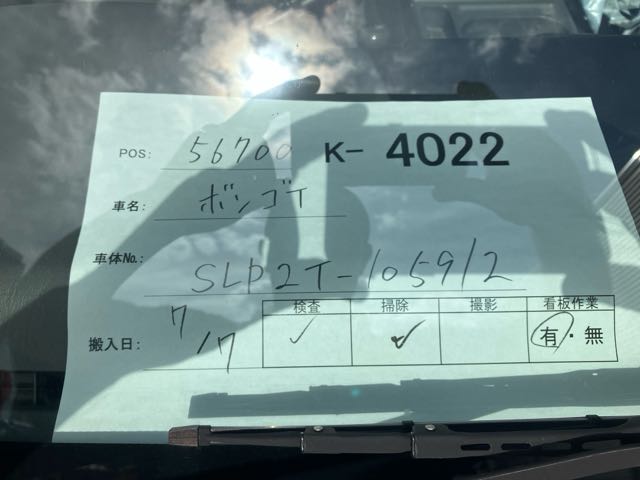 POS: 56700 K- 4022
車名: ボンゴT
車体No.: SLP2T-105912
検査 掃除 撮影 看板作業
搬入日: 7/7 ✓ ✓ 有・無